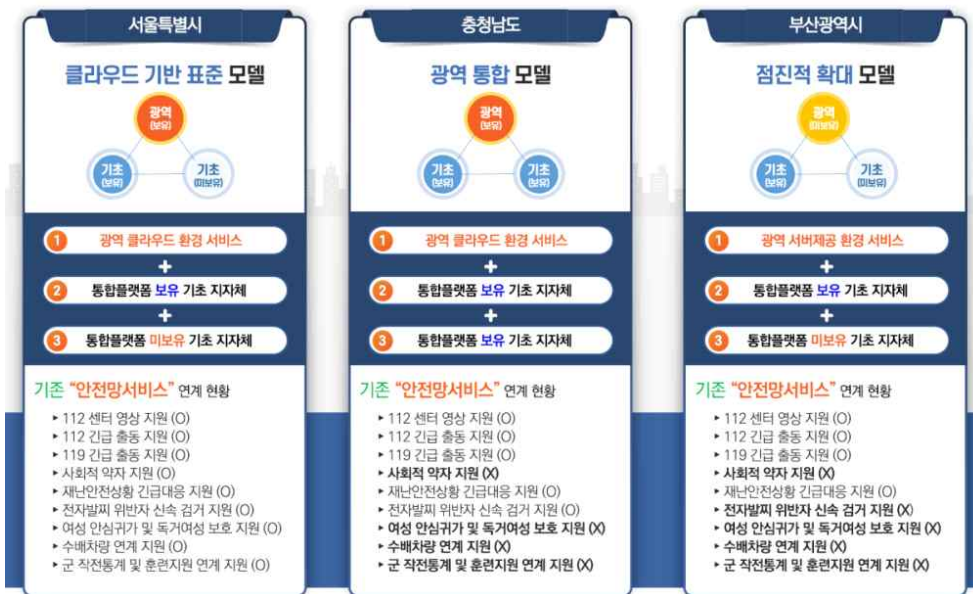 서울특별시
클라우드 기반 표준 모델
광역
(보유)
기초
(보유)
기초
(미보유)
1 광역 클라우드 환경 서비스
+
2 통합플랫폼 보유 기초 지자체
+
3 통합플랫폼 미보유 기초 지자체
기존 “안전망서비스” 연계 현황
▸ 112 센터 영상 지원 (O)
▸ 112 긴급 출동 지원 (O)
▸ 119 긴급 출동 지원 (O)
▸ 사회적 약자 지원 (O)
▸ 재난안전상황 긴급대응 지원 (O)
▸ 전자발찌 위반자 신속 검거 지원 (O)
▸ 여성 안심귀가 및 독거여성 보호 지원 (O)
▸ 수배차량 연계 지원 (O)
▸ 군 작전통제 및 훈련지원 연계 지원 (O)
충청남도
광역 통합 모델
광역
(보유)
기초
(보유)
기초
(보유)
1 광역 클라우드 환경 서비스
+
2 통합플랫폼 보유 기초 지자체
+
3 통합플랫폼 보유 기초 지자체
기존 “안전망서비스” 연계 현황
▸ 112 센터 영상 지원 (O)
▸ 112 긴급 출동 지원 (O)
▸ 119 긴급 출동 지원 (O)
▸ 사회적 약자 지원 (X)
▸ 재난안전상황 긴급대응 지원 (O)
▸ 전자발찌 위반자 신속 검거 지원 (O)
▸ 여성 안심귀가 및 독거여성 보호 지원 (X)
▸ 수배차량 연계 지원 (X)
▸ 군 작전통계 및 훈련지원 연계 지원 (X)
부산광역시
점진적 확대 모델
광역
(미보유)
기초
(보유)
기초
(미보유)
1 광역 서버제공 환경 서비스
+
2 통합플랫폼 보유 기초 지자체
+
3 통합플랫폼 미보유 기초 지자체
기존 “안전망서비스” 연계 현황
▸ 112 센터 영상 지원 (O)
▸ 112 긴급 출동 지원 (O)
▸ 119 긴급 출동 지원 (O)
▸ 사회적 약자 지원 (X)
▸ 재난안전상황 긴급대응 지원 (O)
▸ 전자발찌 위반자 신속 검거 지원 (X)
▸ 여성 안심귀가 및 독거여성 보호 지원 (X)
▸ 수배차량 연계 지원 (X)
▸ 군 작전통계 및 훈련지원 연계 지원 (X)